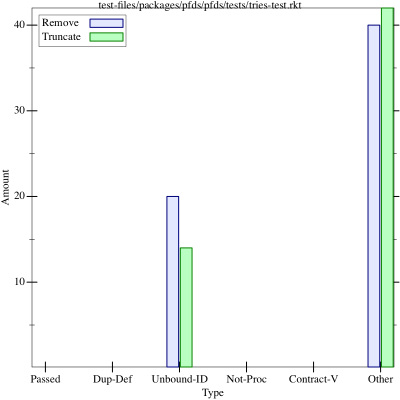 test-files/packages/pfds/pfds/tests/tries-test.rkt
Remove
Truncate
40
30
20
10
Amount
Passed Dup-Def Unbound-ID Not-Proc Contract-V Other
Type